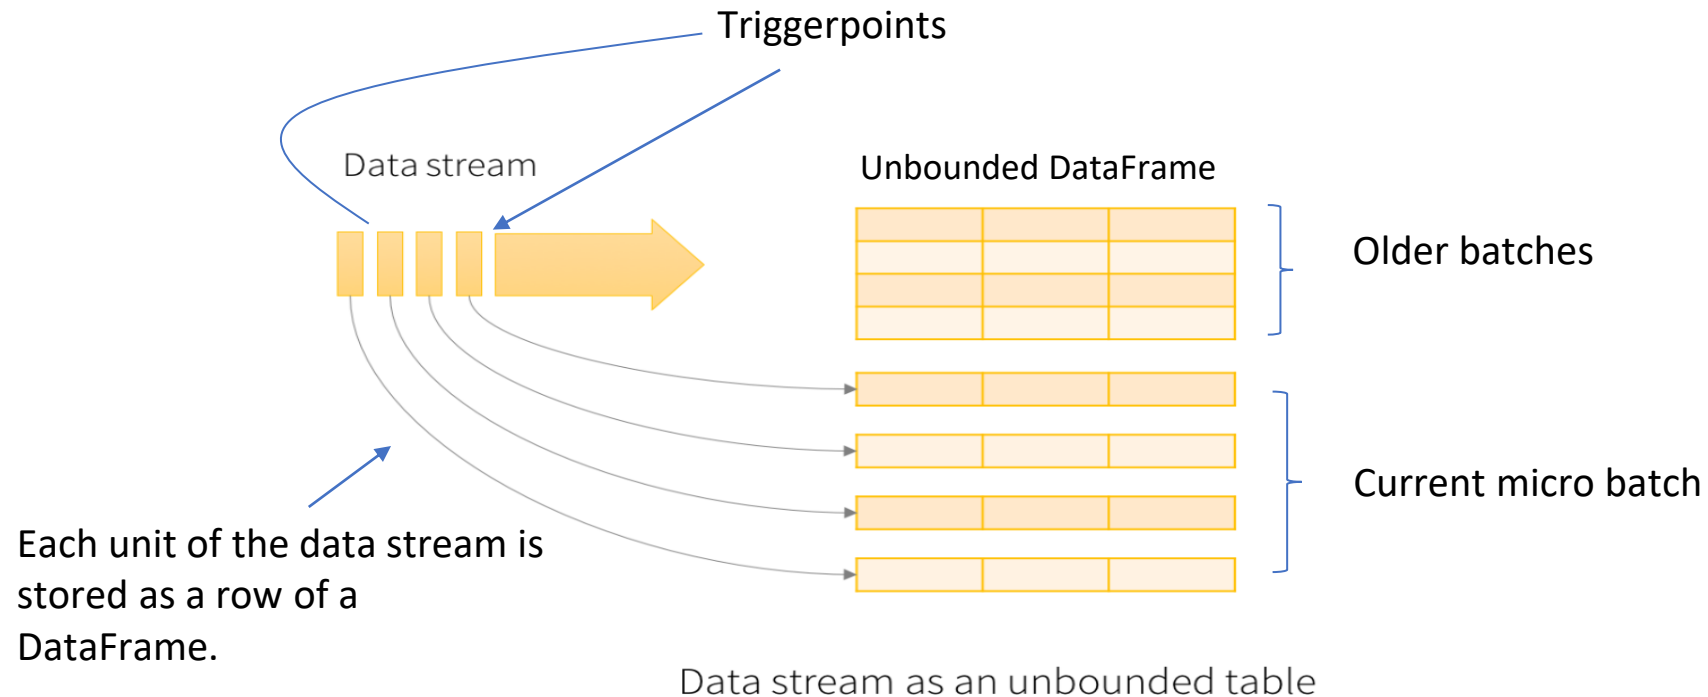 Triggerpoints
Data stream
Unbounded DataFrame
Older batches
Current micro batch
Each unit of the data stream is
stored as a row of a
DataFrame.
Data stream as an unbounded table